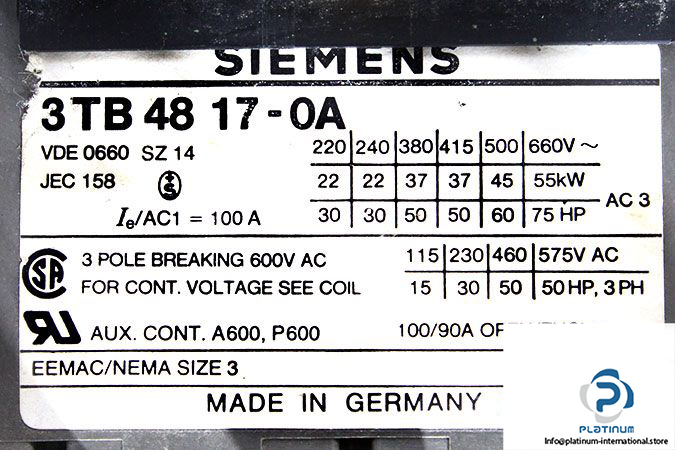 SIEMENS
3TB 48 17-0A
VDE 0660 SZ 14
JEC 158
Ie/AC1 = 100 A
220 240 380 415 500 660V ~
22 22 37 37 45 55kW
30 30 50 50 60 75 HP
AC 3
SA
3 POLE BREAKING 600V AC
FOR CONT. VOLTAGE SEE COIL
115 230 460 575V AC
15 30 50 50 HP, 3 PH
AUX. CONT. A600, P600
100/90A
EEMAC/NEMA SIZE 3
MADE IN GERMANY
PLATINUM
Info@platinum-international.store